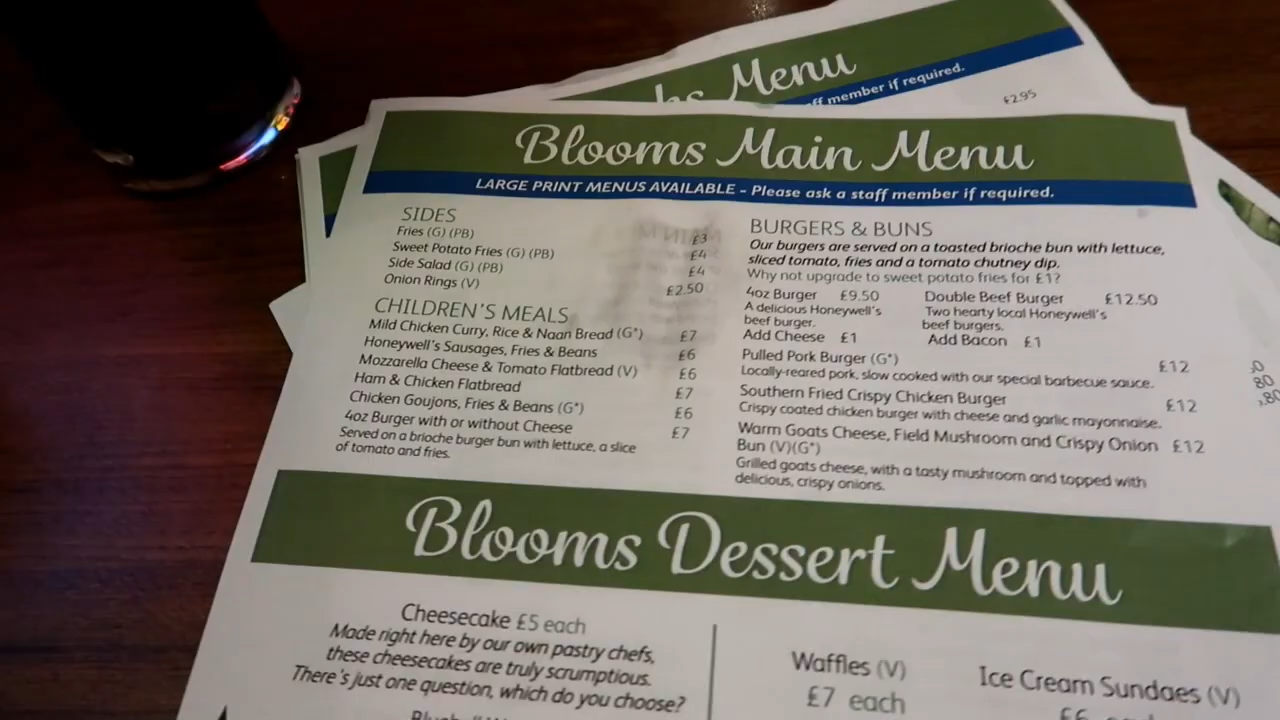 Menu
ff member if required.
£2.95
Blooms Main Menu
LARGE PRINT MENUS AVAILABLE - Please ask a staff member if required.
SIDES
Fries (G) (PB) £3
Sweet Potato Fries (G) (PB) £4
Side Salad (G) (PB) £4
Onion Rings (V) £2.50
CHILDREN'S MEALS
Mild Chicken Curry, Rice & Naan Bread (G*) £7
Honeywell's Sausages, Fries & Beans £6
Mozzarella Cheese & Tomato Flatbread (V) £6
Ham & Chicken Flatbread £7
Chicken Goujons, Fries & Beans (G*) £6
4oz Burger with or without Cheese £7
Served on a brioche burger bun with lettuce, a slice
of tomato and fries.
BURGERS & BUNS
Our burgers are served on a toasted brioche bun with lettuce,
sliced tomato, fries and a tomato chutney dip.
Why not upgrade to sweet potato fries for £1?
4oz Burger £9.50
A delicious Honeywell's
beef burger.
Add Cheese £1
Double Beef Burger £12.50
Two hearty local Honeywell's
beef burgers.
Add Bacon £1
Pulled Pork Burger (G*) £12
Locally-reared pork, slow cooked with our special barbecue sauce.
Southern Fried Crispy Chicken Burger £12
Crispy coated chicken burger with cheese and garlic mayonnaise.
Warm Goats Cheese, Field Mushroom and Crispy Onion £12
Bun (V)(G*)
Grilled goats cheese, with a tasty mushroom and topped with
delicious, crispy onions.
Blooms Dessert Menu
Cheesecake £5 each
Made right here by our own pastry chefs,
these cheesecakes are truly scrumptious.
There's just one question, which do you choose?
Waffles (V)
£7 each
Ice Cream Sundaes (V)